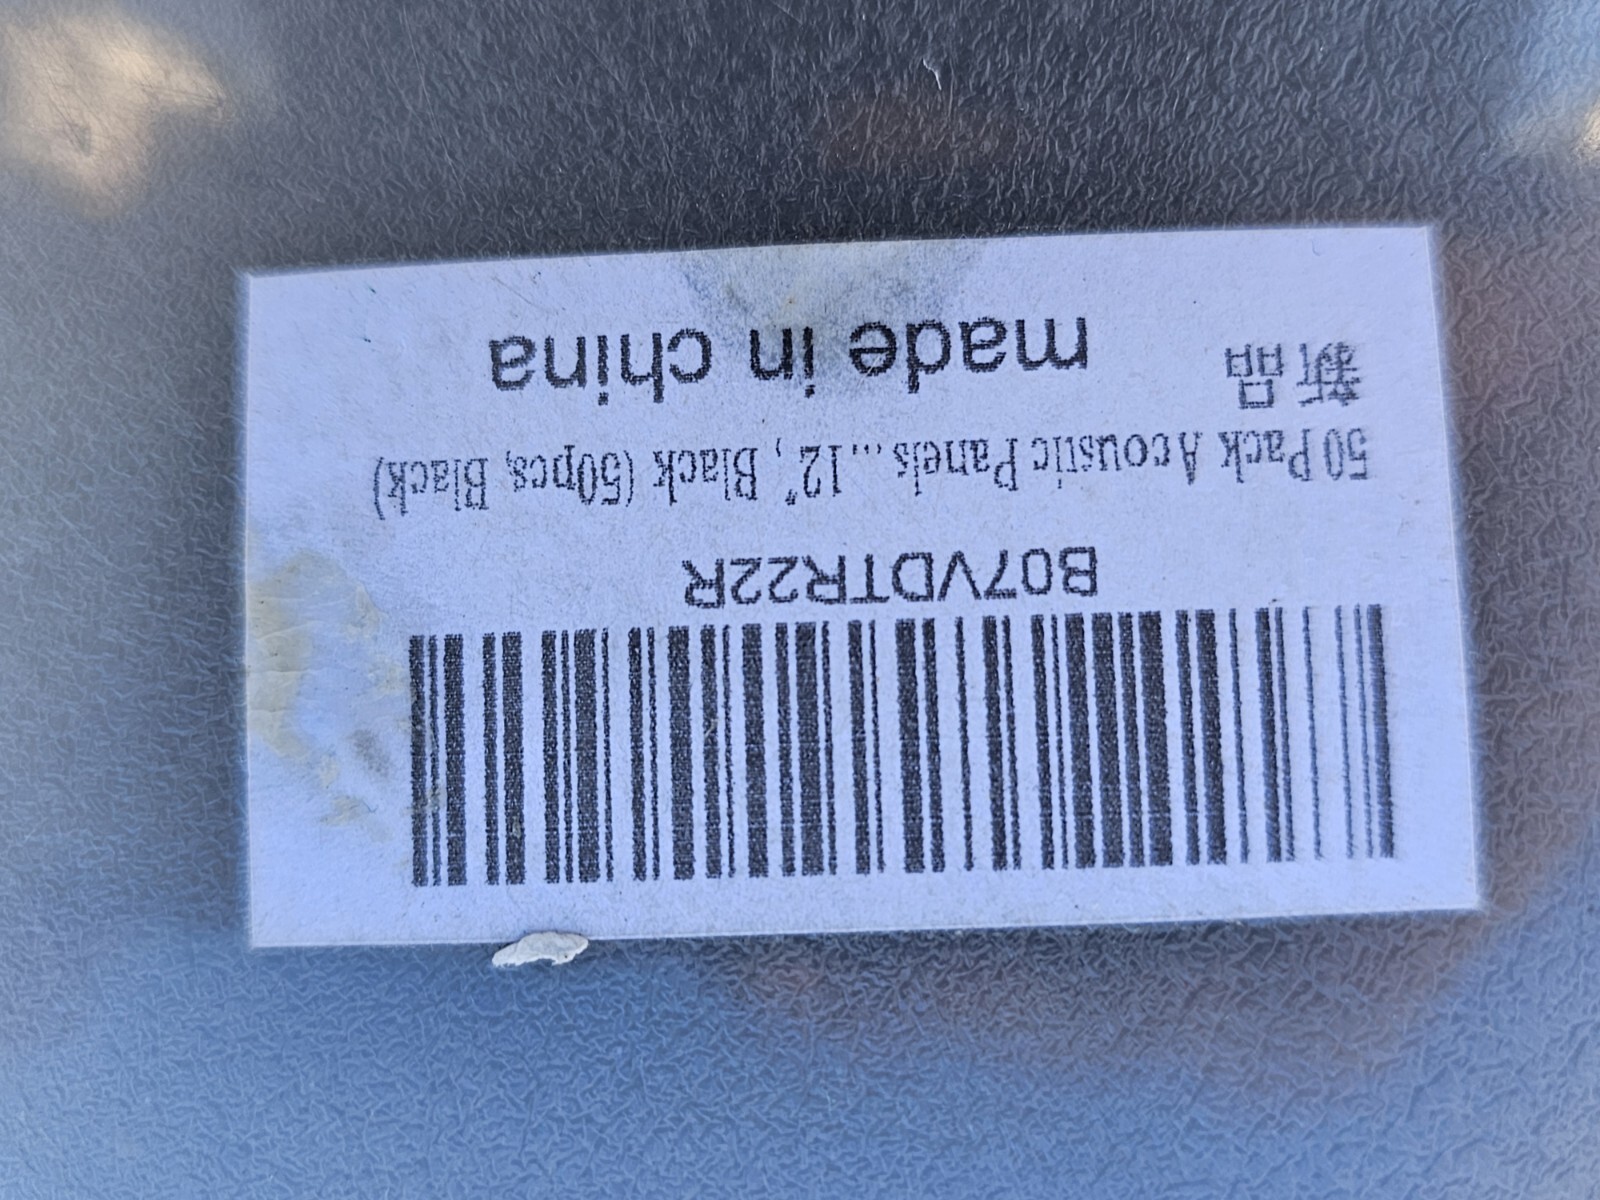 B07VDTR22R
50 Pack Acoustic Panels...12", Black (50pcs, Black)
新品
made in china